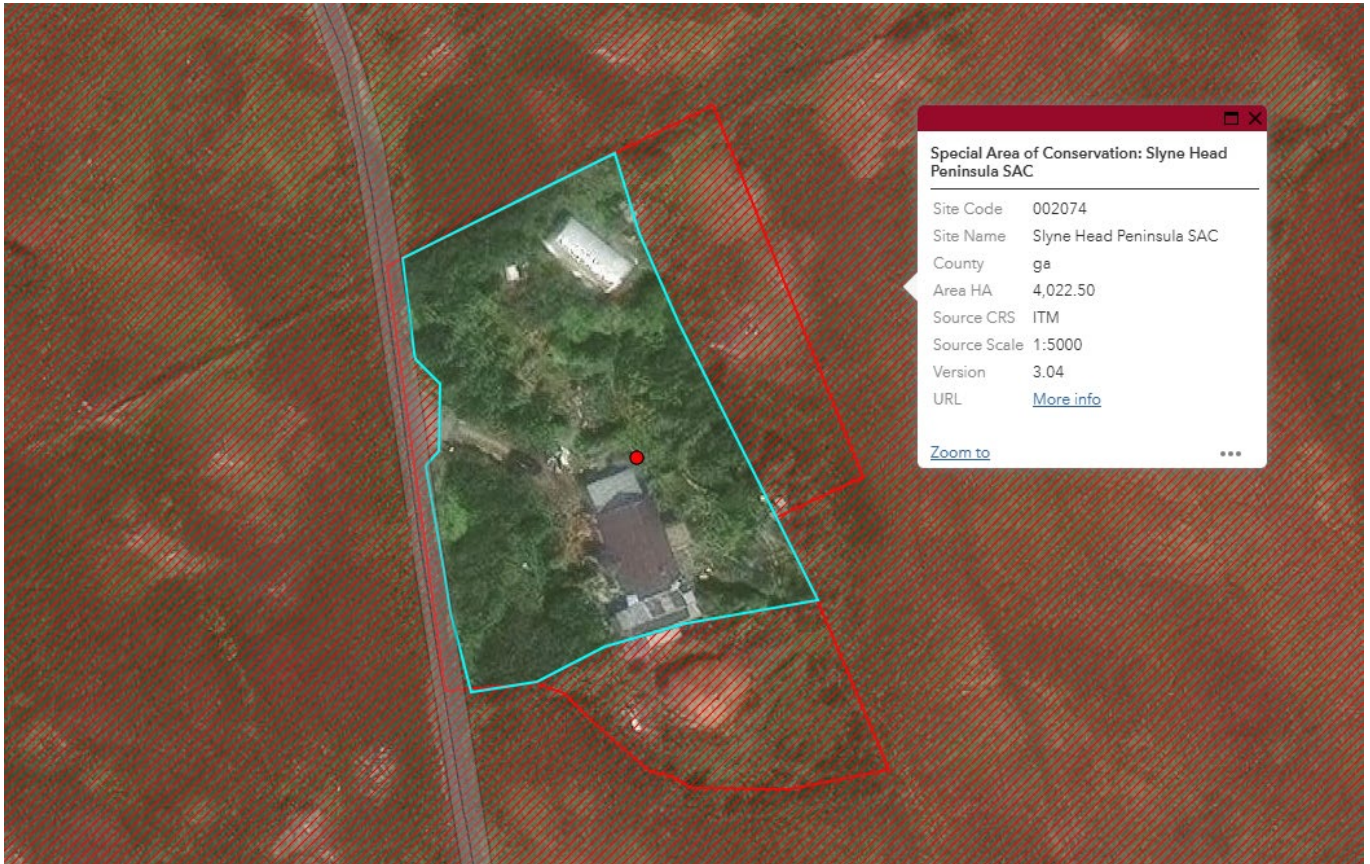 Special Area of Conservation: Slyne Head
Peninsula SAC
Site Code 002074
Site Name Slyne Head Peninsula SAC
County ga
Area HA 4,022.50
Source CRS ITM
Source Scale 1:5000
Version 3.04
URL More info
Zoom to